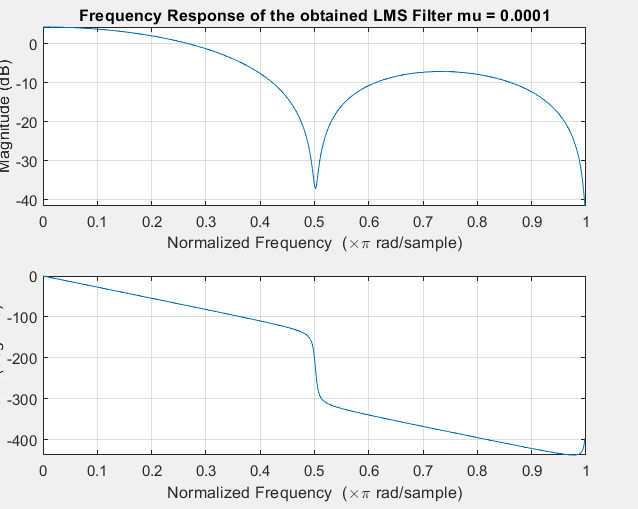 Frequency Response of the obtained LMS Filter mu = 0.0001
Magnitude (dB)
0
-10
-20
-30
-40
0 0.1 0.2 0.3 0.4 0.5 0.6 0.7 0.8 0.9 1
Normalized Frequency (×π rad/sample)
0
-100
-200
-300
-400
0 0.1 0.2 0.3 0.4 0.5 0.6 0.7 0.8 0.9 1
Normalized Frequency (×π rad/sample)